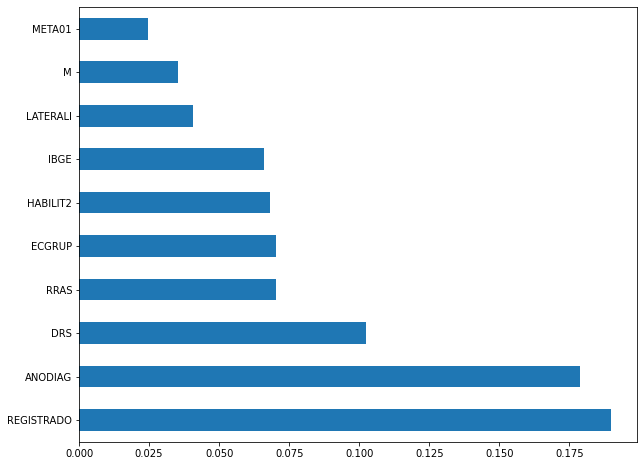 META01
M
LATERALI
IBGE
HABILIT2
ECGRUP
RRAS
DRS
ANODIAG
REGISTRADO
0.000 0.025 0.050 0.075 0.100 0.125 0.150 0.175